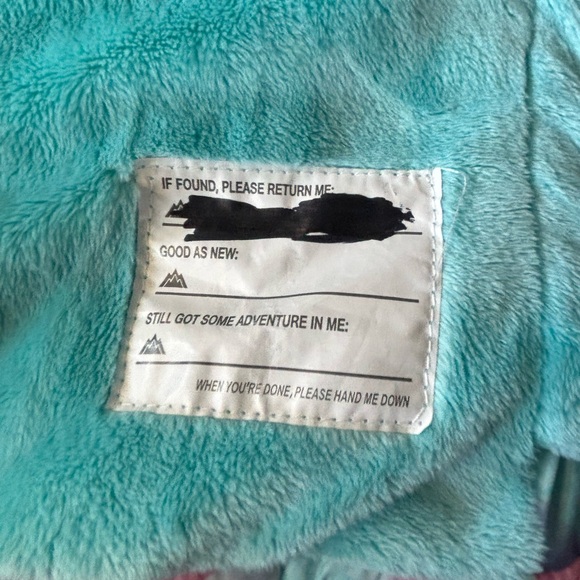 IF FOUND, PLEASE RETURN ME:
GOOD AS NEW:
STILL GOT SOME ADVENTURE IN ME:
WHEN YOU'RE DONE, PLEASE HAND ME DOWN